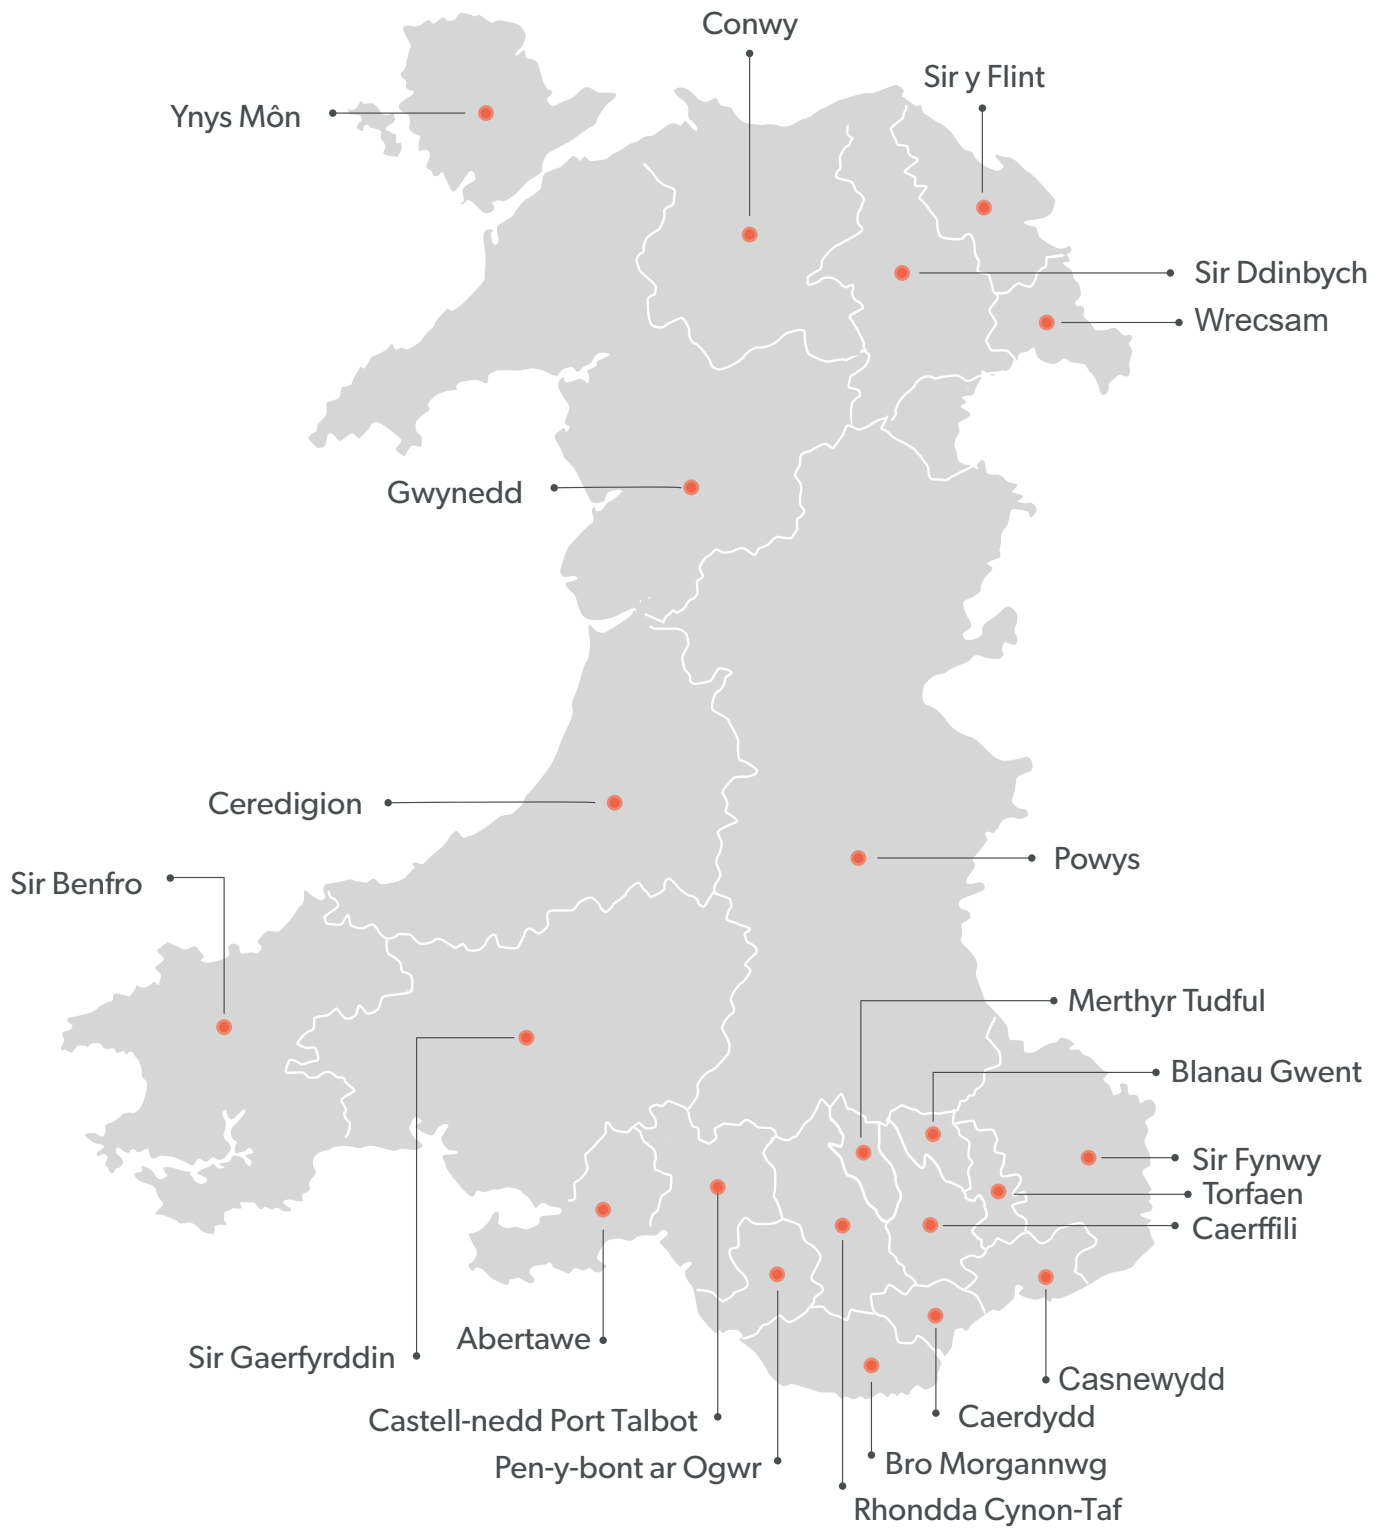 Conwy
Sir y Flint
Ynys Môn
Sir Ddinbych
Wrecsam
Gwynedd
Ceredigion
Powys
Sir Benfro
Merthyr Tudful
Blanau Gwent
Sir Fynwy
Torfaen
Caerffili
Abertawe
Sir Gaerfyrddin
Casnewydd
Caerdydd
Castell-nedd Port Talbot
Bro Morgannwg
Pen-y-bont ar Ogwr
Rhondda Cynon-Taf